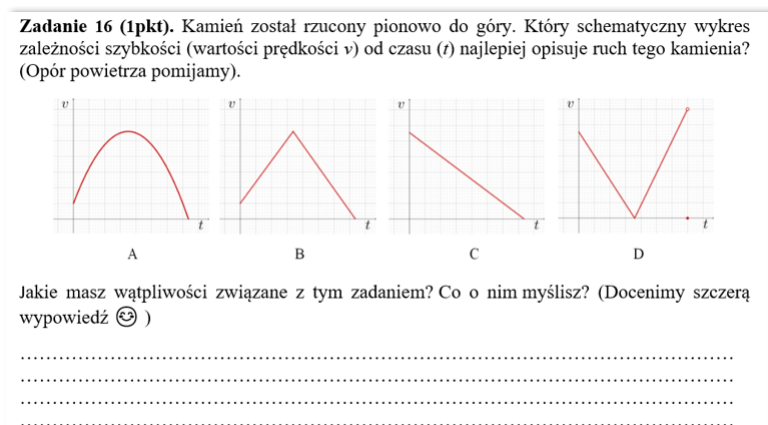 Zadanie 16 (1pkt). Kamień został rzucony pionowo do góry. Który schematyczny wykres
zależności szybkości (wartości prędkości v) od czasu (t) najlepiej opisuje ruch tego kamienia?
(Opór powietrza pomijamy).
v v v v
t t t t
A B C D
Jakie masz wątpliwości związane z tym zadaniem? Co o nim myślisz? (Docenimy szczerą
wypowiedź 😊 )